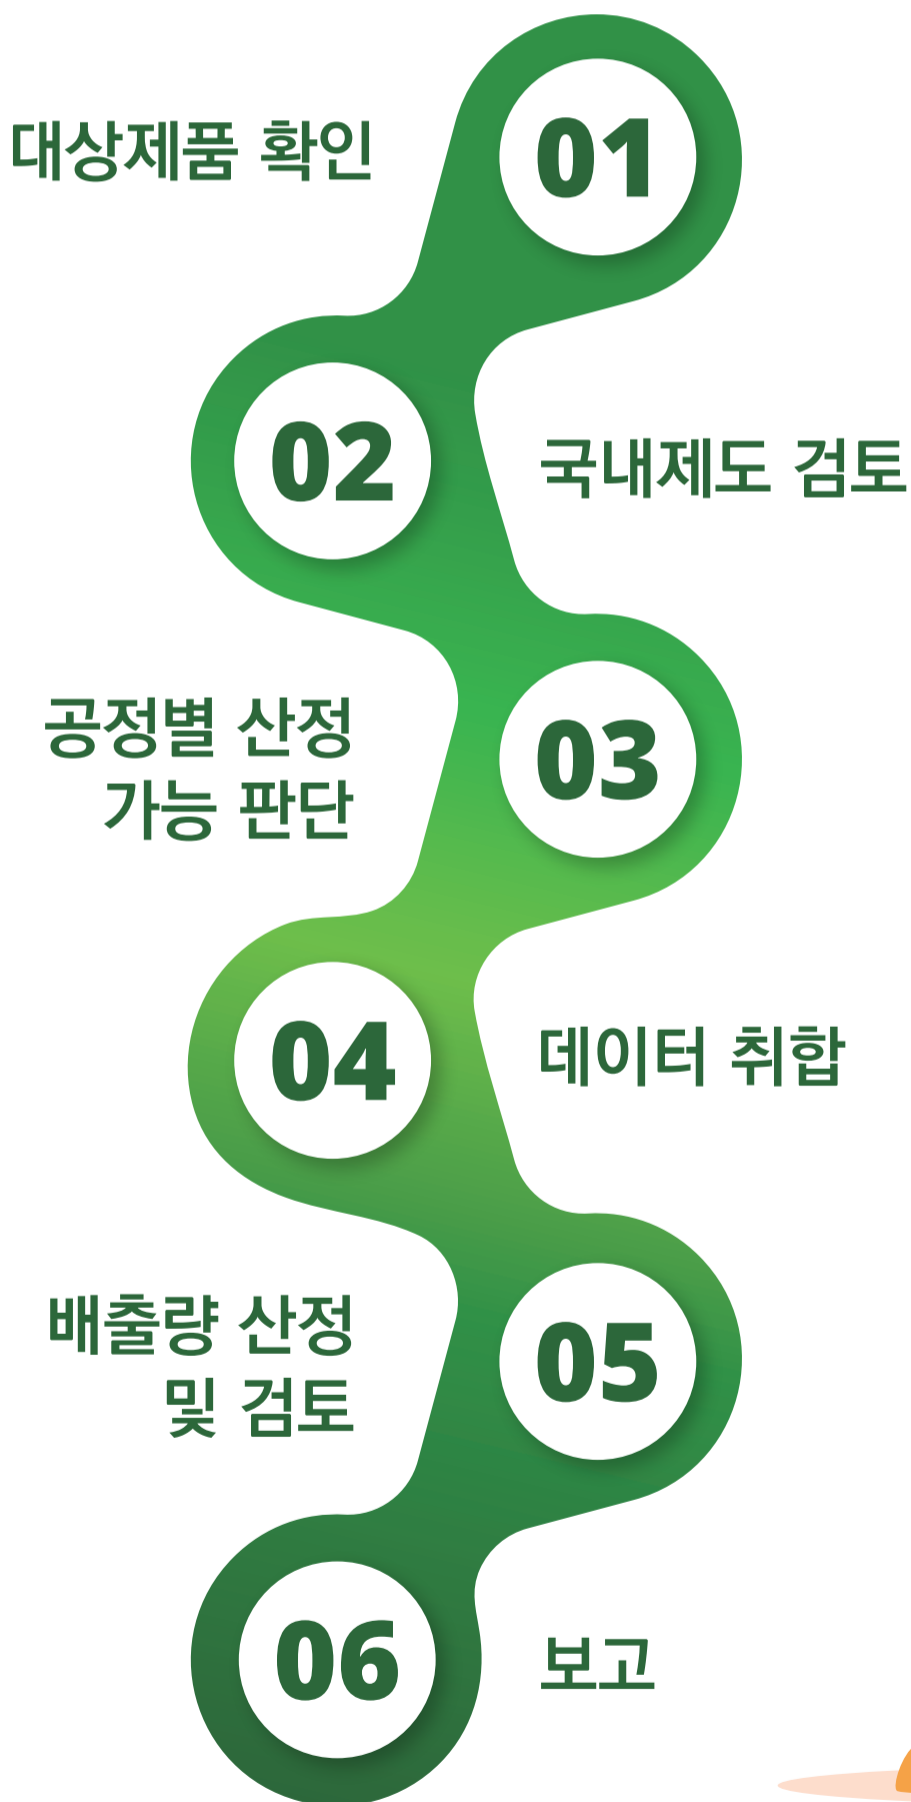 대상제품 확인
01
02
국내제도 검토
공정별 산정
가능 판단
03
04
데이터 취합
배출량 산정
및 검토
05
06
보고